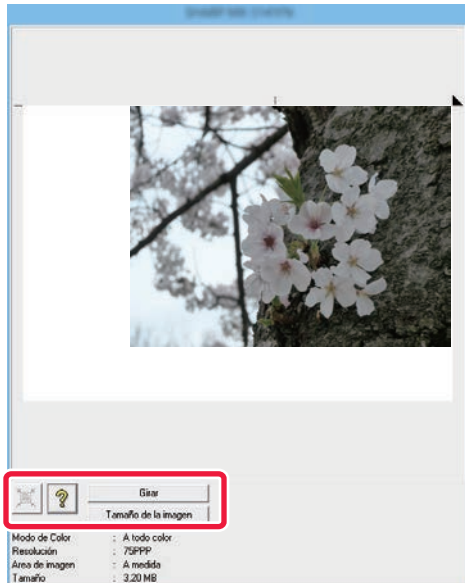 ?
Girar
Tamaño de la imagen
Modo de Color : A todo color
Resolución : 75PPP
Area de imagen : A medida
Tamaño : 3,20 MB